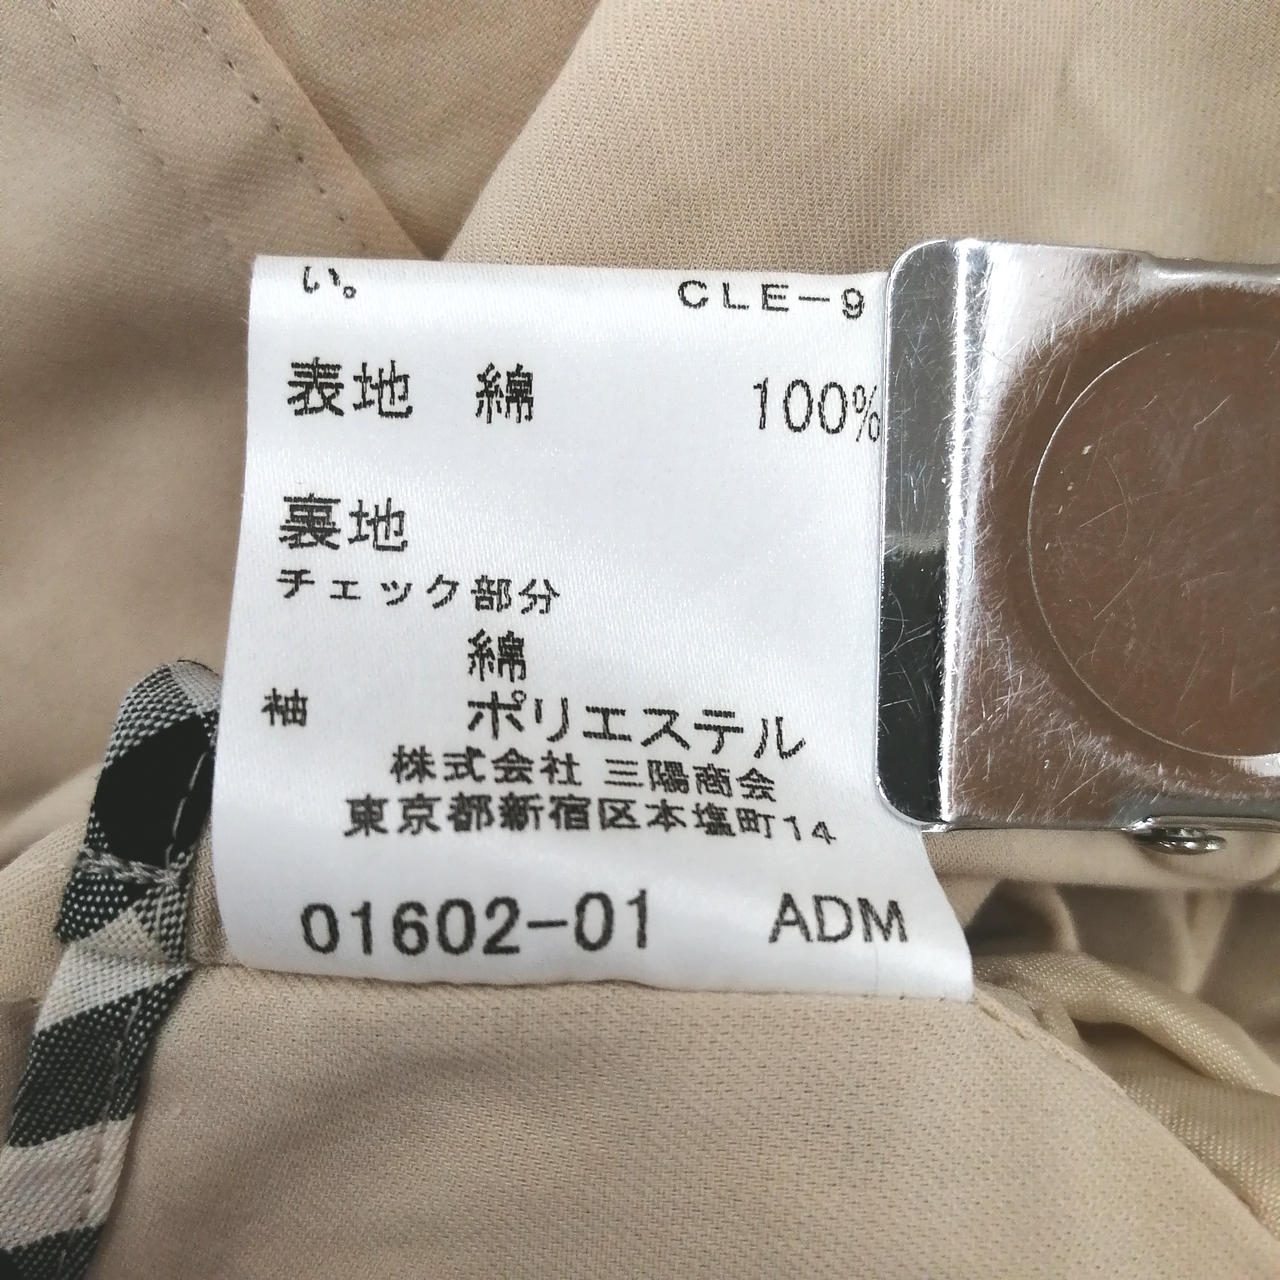 い。 CLE-9
表地 綿 100%
裏地
チェック部分
綿
袖 ポリエステル
株式会社 三陽商会
東京都新宿区本塩町14
01602-01 ADM